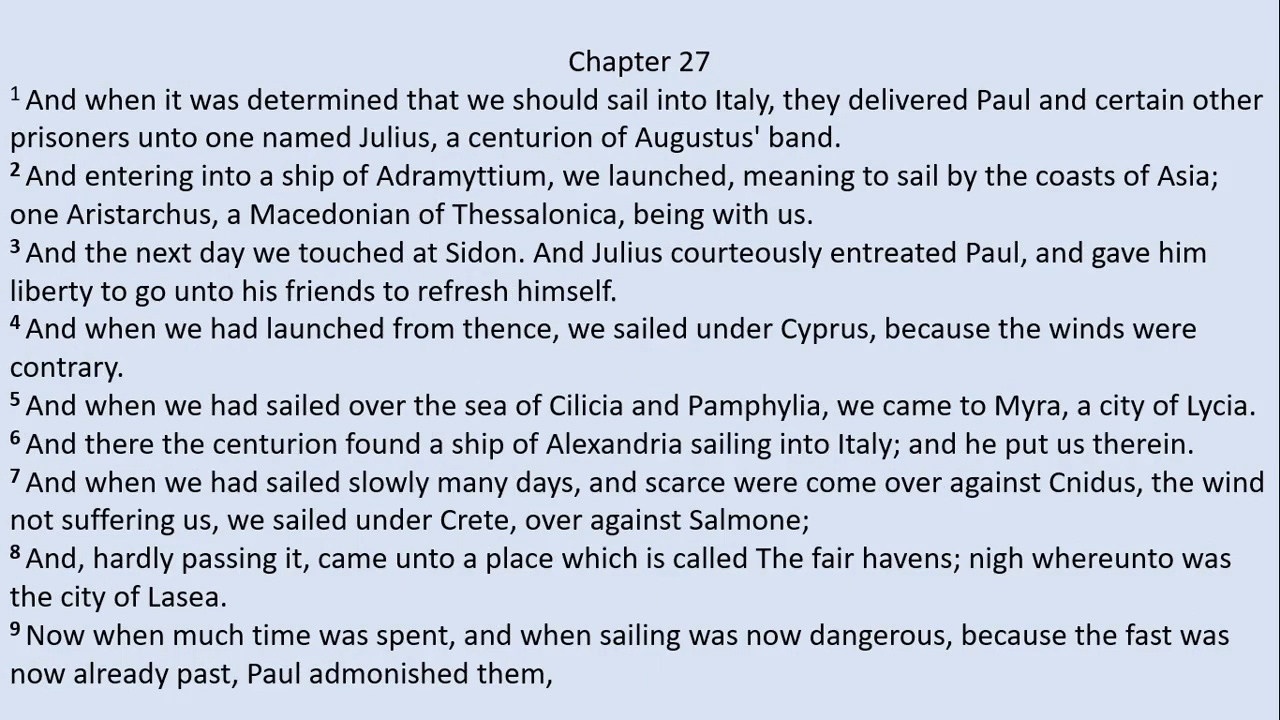 Chapter 27
1 And when it was determined that we should sail into Italy, they delivered Paul and certain other
prisoners unto one named Julius, a centurion of Augustus' band.
2 And entering into a ship of Adramyttium, we launched, meaning to sail by the coasts of Asia;
one Aristarchus, a Macedonian of Thessalonica, being with us.
3 And the next day we touched at Sidon. And Julius courteously entreated Paul, and gave him
liberty to go unto his friends to refresh himself.
4 And when we had launched from thence, we sailed under Cyprus, because the winds were
contrary.
5 And when we had sailed over the sea of Cilicia and Pamphylia, we came to Myra, a city of Lycia.
6 And there the centurion found a ship of Alexandria sailing into Italy; and he put us therein.
7 And when we had sailed slowly many days, and scarce were come over against Cnidus, the wind
not suffering us, we sailed under Crete, over against Salmone;
8 And, hardly passing it, came unto a place which is called The fair havens; nigh whereunto was
the city of Lasea.
9 Now when much time was spent, and when sailing was now dangerous, because the fast was
now already past, Paul admonished them,